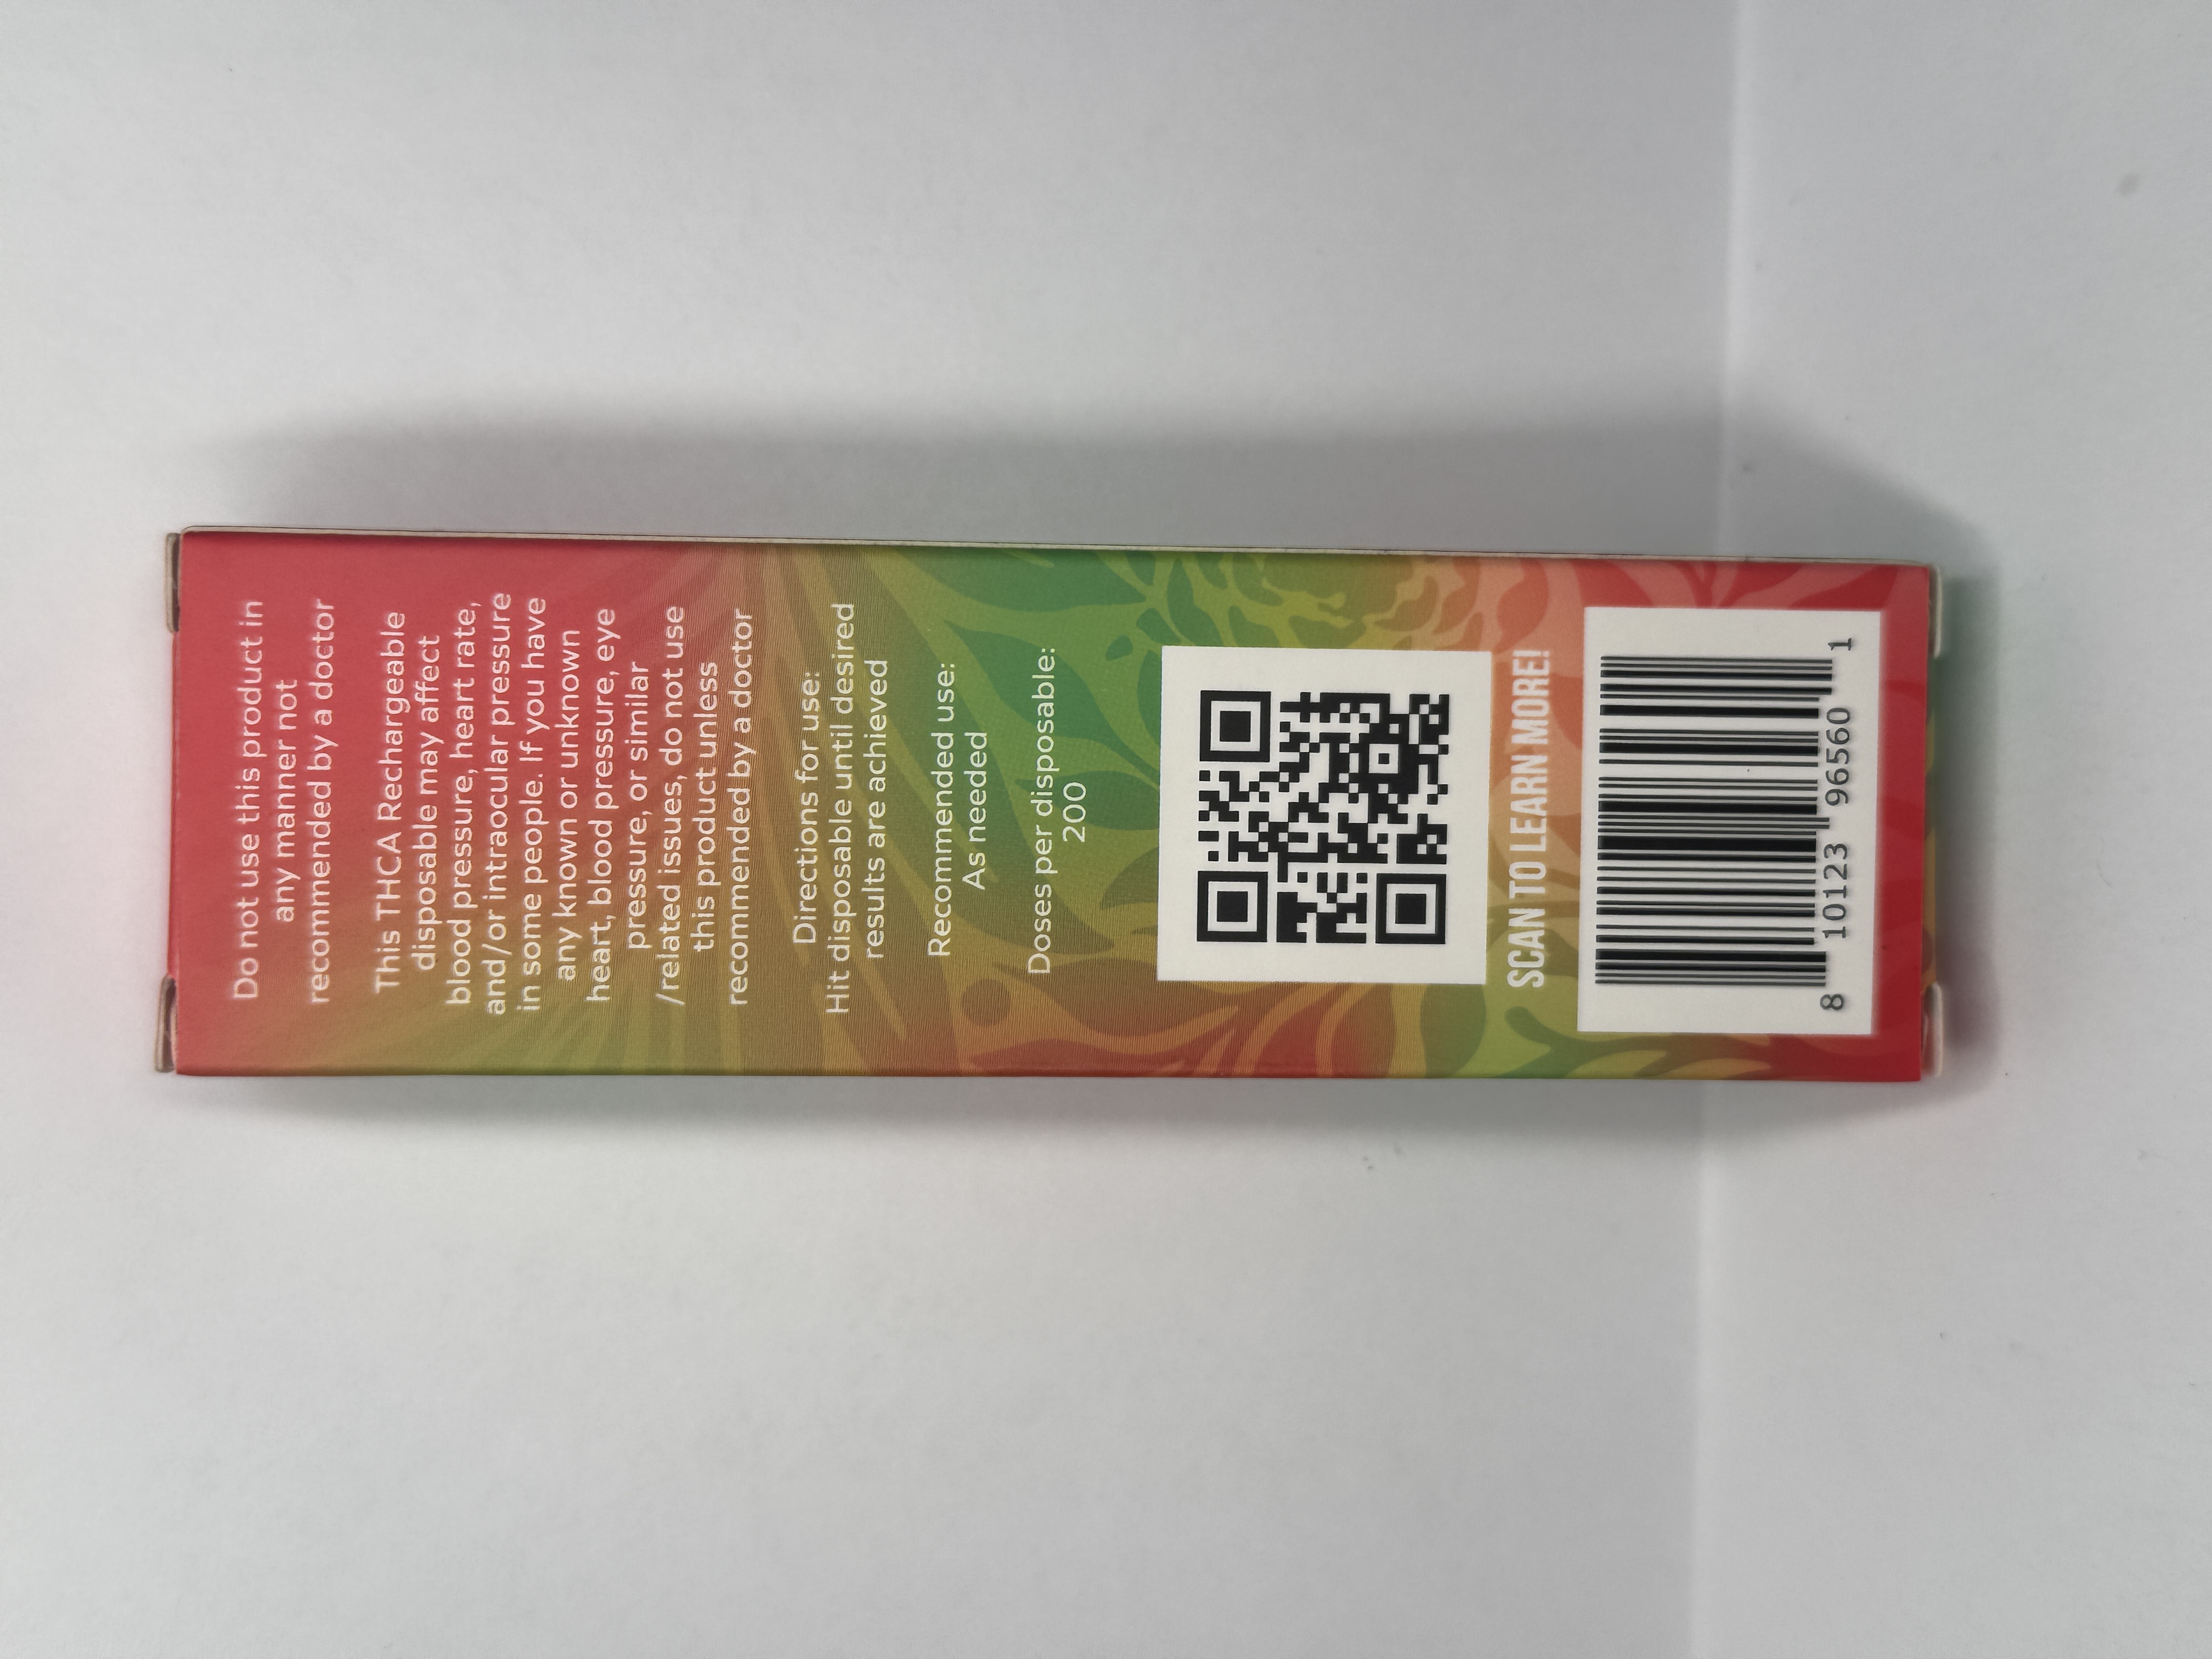 Do not use this product in
any manner not
recommended by a doctor
This THCA Rechargeable
disposable may affect
blood pressure, heart rate,
and/or intraocular pressure
in some people. If you have
any known or unknown
heart, blood pressure, eye
pressure, or similar
/related issues, do not use
this product unless
recommended by a doctor
Directions for use:
Hit disposable until desired
results are achieved
Recommended use:
As needed
Doses per disposable:
200
SCAN TO LEARN MORE!
8 10123 96560 1